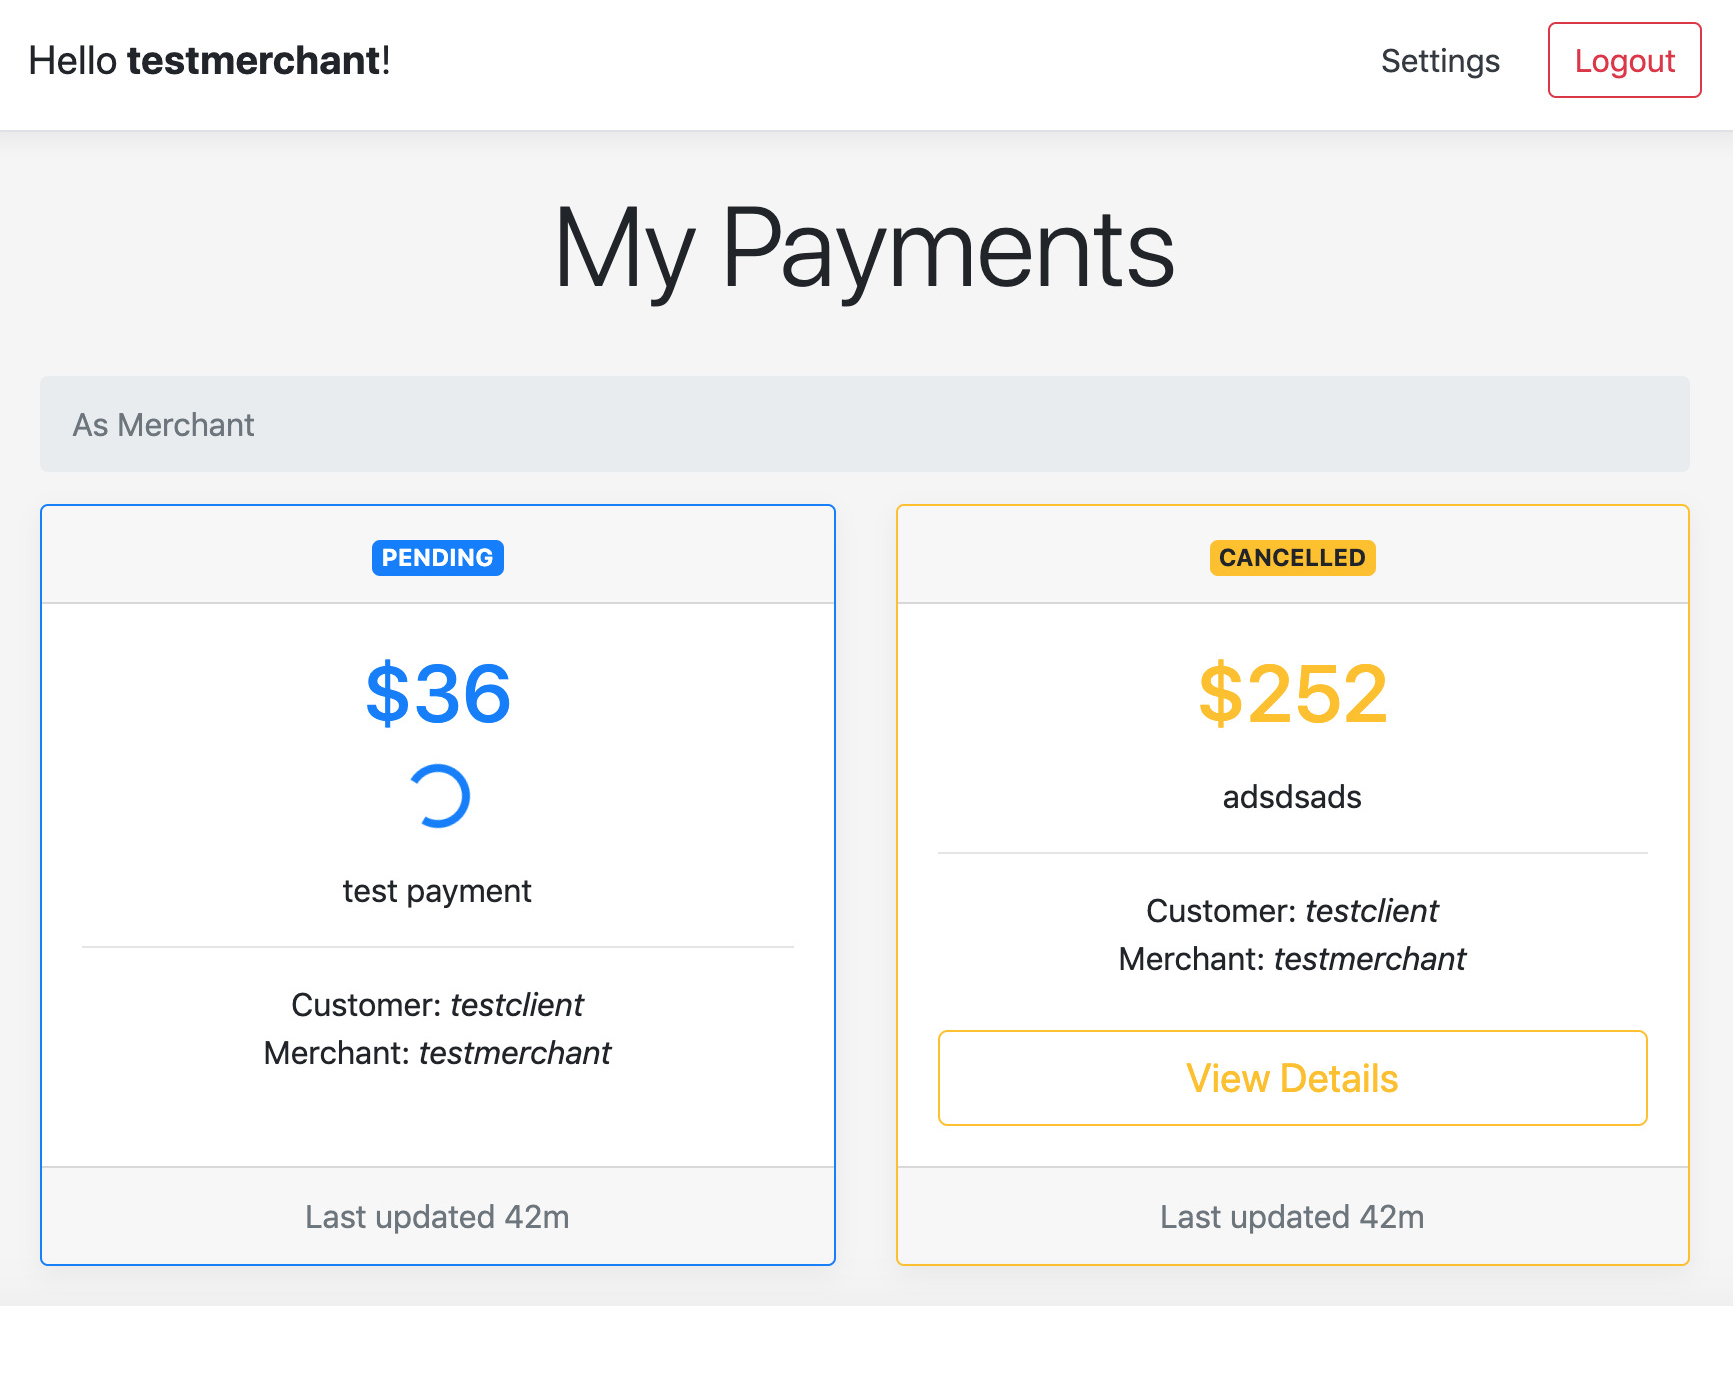 Hello testmerchant!
Settings
Logout
My Payments
As Merchant
PENDING
$36
test payment
Customer: testclient
Merchant: testmerchant
Last updated 42m
CANCELLED
$252
adsdsads
Customer: testclient
Merchant: testmerchant
View Details
Last updated 42m